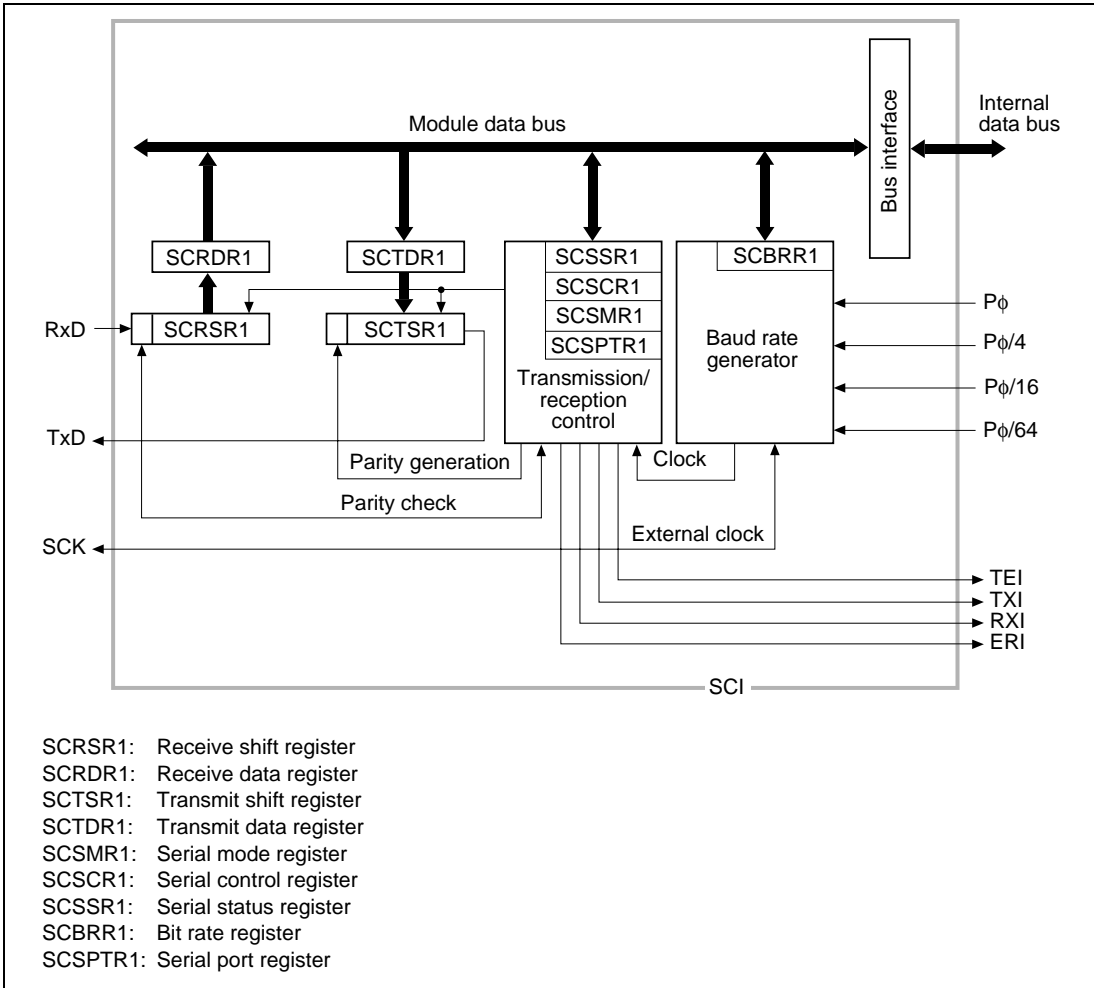 Module data bus
Bus interface
Internal
data bus
SCRDR1
SCTDR1
SCSSR1
SCSCR1
SCSMR1
SCSPTR1
Transmission/
reception
control
SCBRR1
Baud rate
generator
RxD
SCRSR1
SCTSR1
Pϕ
Pϕ/4
Pϕ/16
Pϕ/64
TxD
Parity generation
Clock
Parity check
SCK
External clock
TEI
TXI
RXI
ERI
SCI
SCRSR1: Receive shift register
SCRDR1: Receive data register
SCTSR1: Transmit shift register
SCTDR1: Transmit data register
SCSMR1: Serial mode register
SCSCR1: Serial control register
SCSSR1: Serial status register
SCBRR1: Bit rate register
SCSPTR1: Serial port register